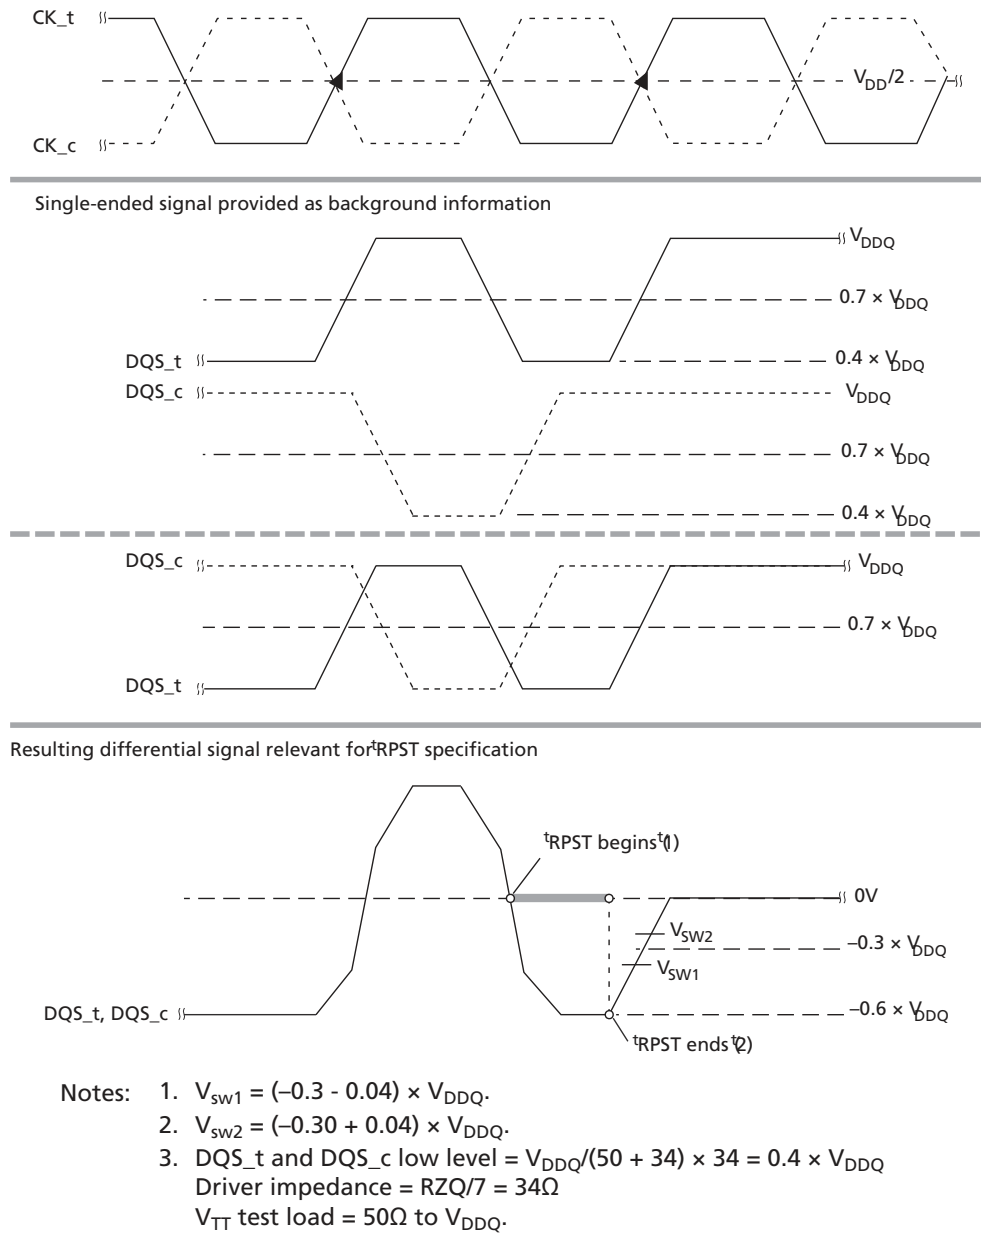 CK_t
V_DD/2
CK_c
Single-ended signal provided as background information
V_DDQ
0.7 × V_DDQ
DQS_t
0.4 × V_DDQ
DQS_c
V_DDQ
0.7 × V_DDQ
0.4 × V_DDQ
DQS_c
V_DDQ
0.7 × V_DDQ
DQS_t
Resulting differential signal relevant for tRPST specification
tRPST begins (t1)
0V
V_SW2
–0.3 × V_DDQ
V_SW1
DQS_t, DQS_c
–0.6 × V_DDQ
tRPST ends (t2)
Notes: 1. V_sw1 = (–0.3 - 0.04) × V_DDQ.
2. V_sw2 = (–0.30 + 0.04) × V_DDQ.
3. DQS_t and DQS_c low level = V_DDQ/(50 + 34) × 34 = 0.4 × V_DDQ
Driver impedance = RZQ/7 = 34Ω
V_TT test load = 50Ω to V_DDQ.